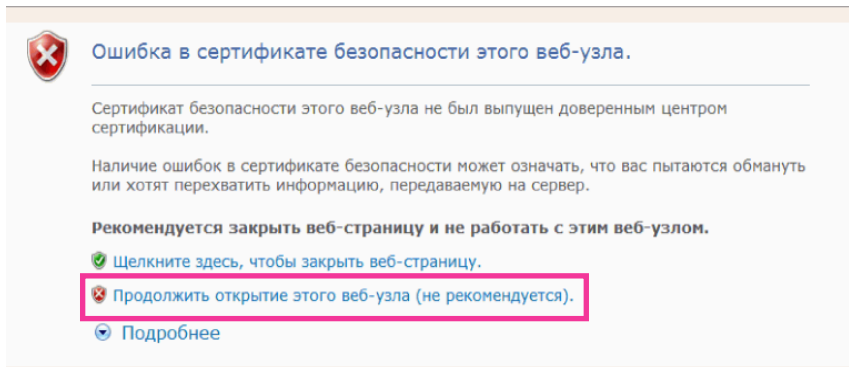 Ошибка в сертификате безопасности этого веб-узла.
Сертификат безопасности этого веб-узла не был выпущен доверенным центром
сертификации.
Наличие ошибок в сертификате безопасности может означать, что вас пытаются обмануть
или хотят перехватить информацию, передаваемую на сервер.
Рекомендуется закрыть веб-страницу и не работать с этим веб-узлом.
Щелкните здесь, чтобы закрыть веб-страницу.
Продолжить открытие этого веб-узла (не рекомендуется).
Подробнее